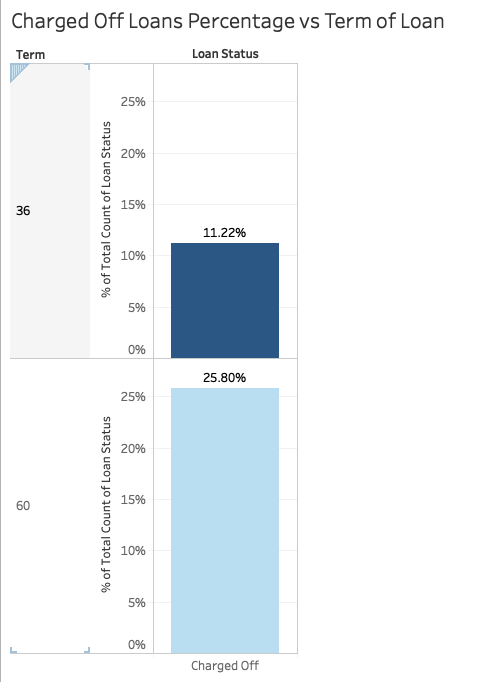 Charged Off Loans Percentage vs Term of Loan
Term
Loan Status
36
% of Total Count of Loan Status
25%
20%
15%
10%
5%
0%
11.22%
60
% of Total Count of Loan Status
25%
20%
15%
10%
5%
0%
25.80%
Charged Off